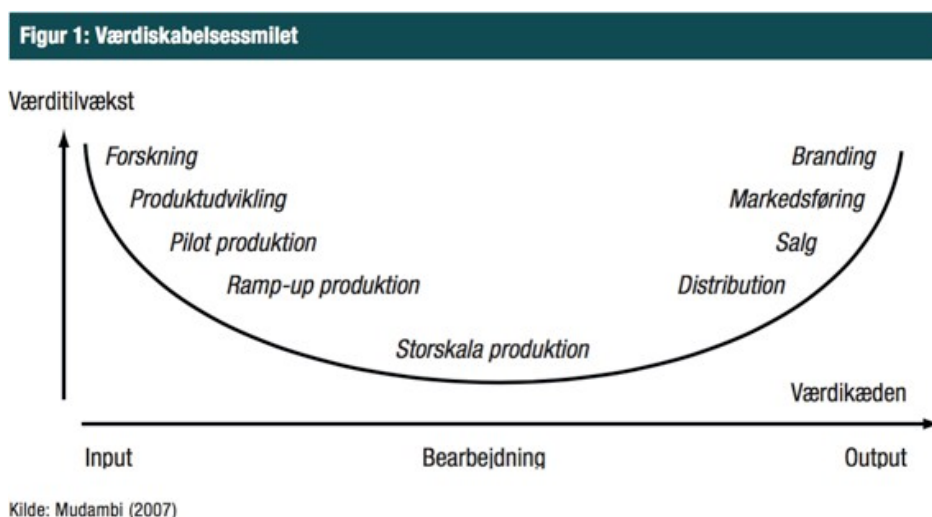 Figur 1: Værdiskabelsessmilet
Værditilvækst
Forskning
Branding
Produktudvikling
Markedsføring
Pilot produktion
Salg
Ramp-up produktion
Distribution
Storskala produktion
Værdikæden
Input
Bearbejdning
Output
Kilde: Mudambi (2007)